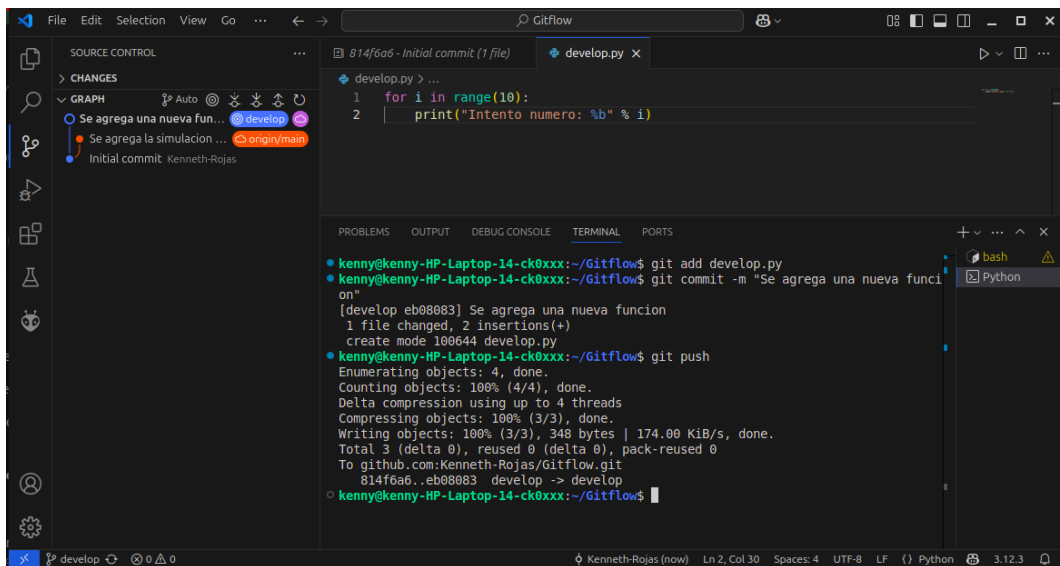 File Edit Selection View Go ... Gitflow
SOURCE CONTROL ...
CHANGES
GRAPH Auto
Se agrega una nueva fun... develop
Se agrega la simulacion ... origin/main
Initial commit Kenneth-Rojas
814f6a6 - Initial commit (1 file) develop.py
develop.py > ...
1 for i in range(10):
2 print("Intento numero: %b" % i)
PROBLEMS OUTPUT DEBUG CONSOLE TERMINAL PORTS
kenny@kenny-HP-Laptop-14-ck0xxx:~/Gitflow$ git add develop.py
kenny@kenny-HP-Laptop-14-ck0xxx:~/Gitflow$ git commit -m "Se agrega una nueva funci
on"
[develop eb08083] Se agrega una nueva funcion
1 file changed, 2 insertions(+)
create mode 100644 develop.py
kenny@kenny-HP-Laptop-14-ck0xxx:~/Gitflow$ git push
Enumerating objects: 4, done.
Counting objects: 100% (4/4), done.
Delta compression using up to 4 threads
Compressing objects: 100% (3/3), done.
Writing objects: 100% (3/3), 348 bytes | 174.00 KiB/s, done.
Total 3 (delta 0), reused 0 (delta 0), pack-reused 0
To github.com:Kenneth-Rojas/Gitflow.git
814f6a6..eb08083 develop -> develop
kenny@kenny-HP-Laptop-14-ck0xxx:~/Gitflow$
bash
Python
develop 0 0 Kenneth-Rojas (now) Ln 2, Col 30 Spaces: 4 UTF-8 LF {} Python 3.12.3